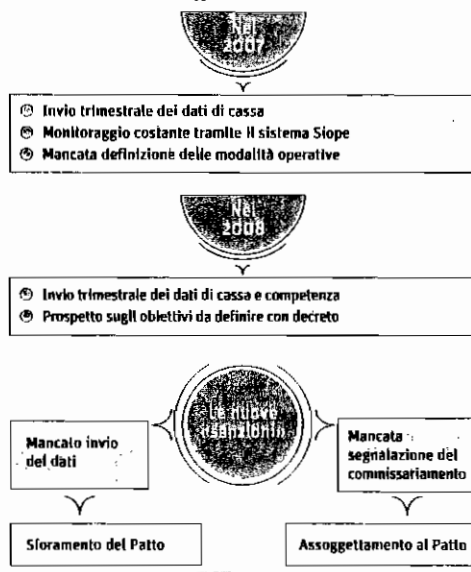 Nel
2007
Invio trimestrale dei dati di cassa
Monitoraggio costante tramite il sistema Siope
Mancata definizione delle modalità operative
Nel
2008
Invio trimestrale dei dati di cassa e competenza
Prospetto sugli obiettivi da definire con decreto
Le nuove
sanzioni
Mancato invio
dei dati
Mancata
segnalazione del
commissariamento
Sforamento del Patto
Assoggettamento al Patto